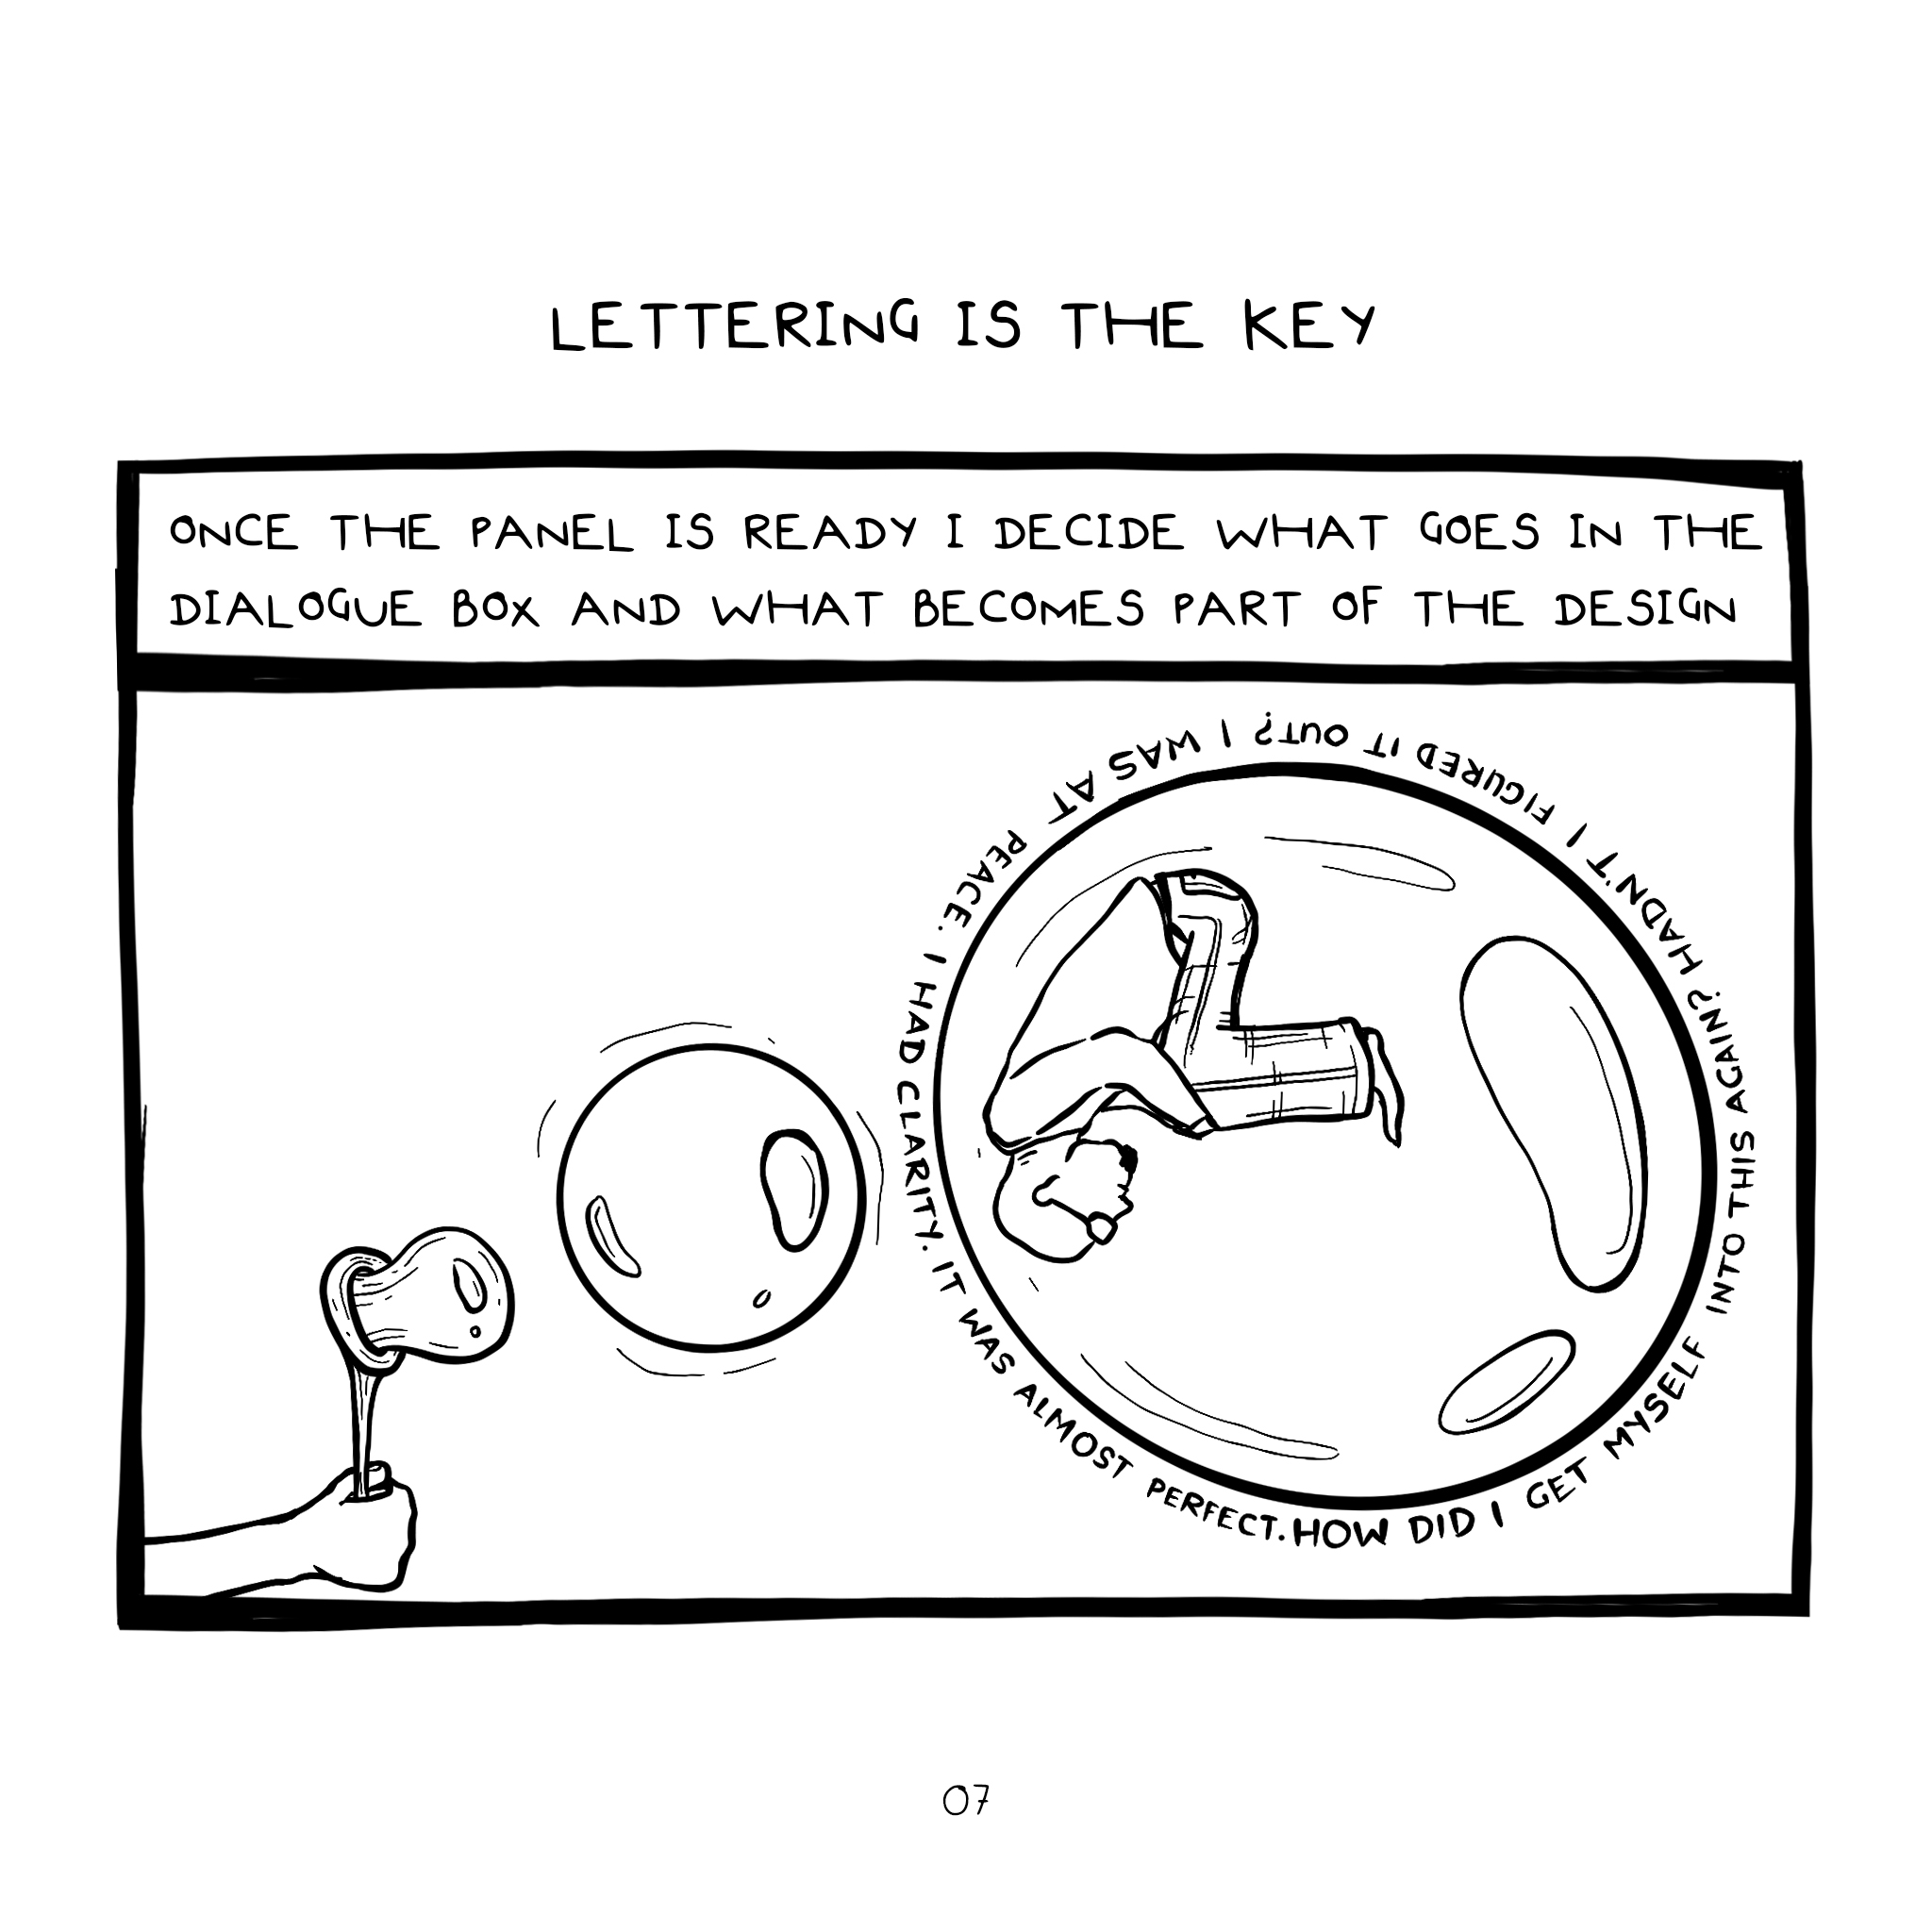 LETTERING IS THE KEY
ONCE THE PANEL IS READY I DECIDE WHAT GOES IN THE
DIALOGUE BOX AND WHAT BECOMES PART OF THE DESIGN
HOW DID I GET MYSELF INTO THIS AGAIN? HADN'T I FIGURED IT OUT? I WAS AT PEACE. I HAD CLARITY. IT WAS ALMOST PERFECT.
07